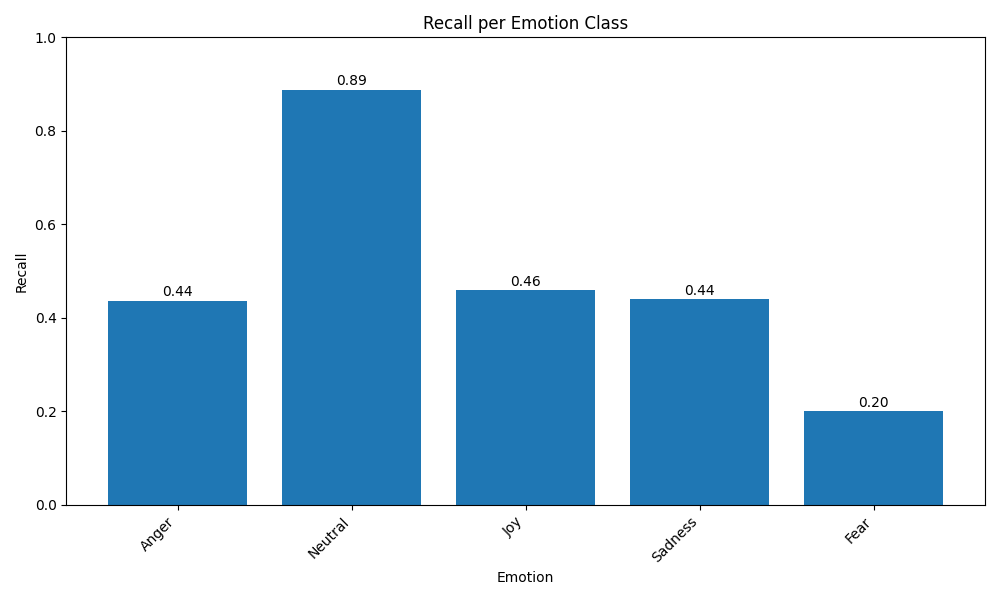 Recall per Emotion Class
1.0
0.8
0.6
0.4
0.2
0.0
Recall
0.44
0.89
0.46
0.44
0.20
Anger
Neutral
Joy
Sadness
Fear
Emotion